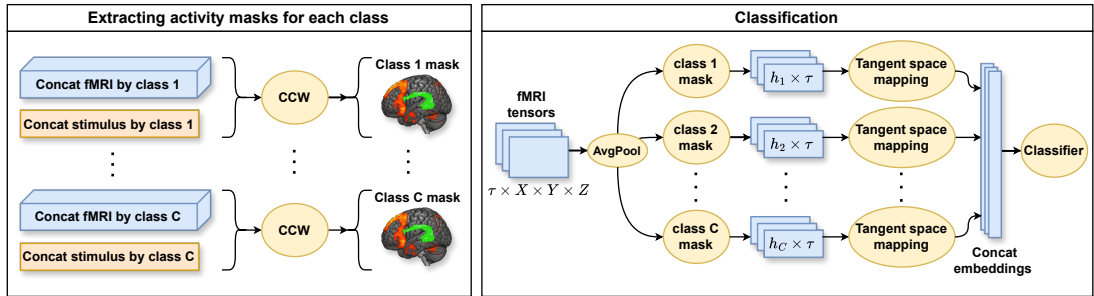 Extracting activity masks for each class
Concat fMRI by class 1
Concat stimulus by class 1
CCW
Class 1 mask
Concat fMRI by class C
Concat stimulus by class C
CCW
Class C mask
Classification
fMRI
tensors
τ × X × Y × Z
AvgPool
class 1
mask
h₁ × τ
Tangent space
mapping
class 2
mask
h₂ × τ
Tangent space
mapping
class C
mask
h_C × τ
Tangent space
mapping
Concat
embeddings
Classifier